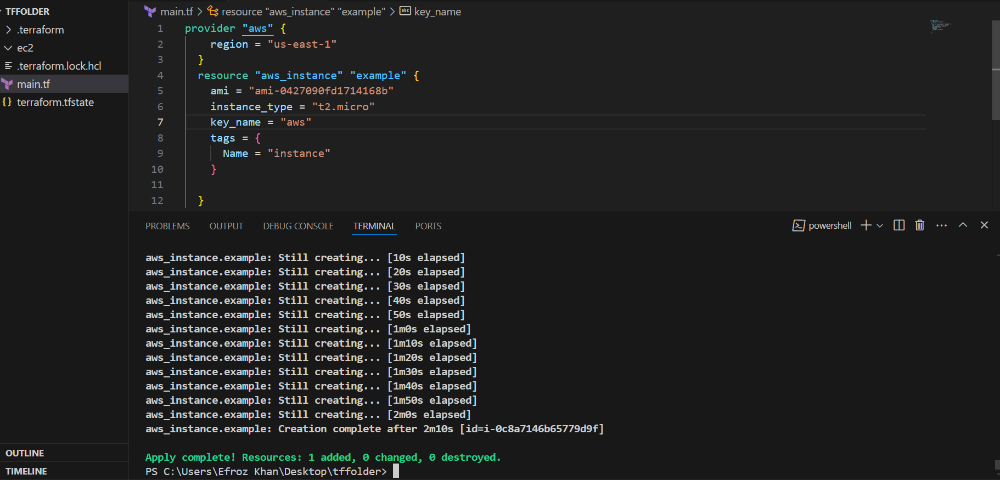 TFFOLDER
.terraform
ec2
.terraform.lock.hcl
main.tf
terraform.tfstate
OUTLINE
TIMELINE
main.tf > resource "aws_instance" "example" > abc key_name
1 provider "aws" {
2 region = "us-east-1"
3 }
4 resource "aws_instance" "example" {
5 ami = "ami-0427090fd1714168b"
6 instance_type = "t2.micro"
7 key_name = "aws"
8 tags = {
9 Name = "instance"
10 }
11
12 }
PROBLEMS OUTPUT DEBUG CONSOLE TERMINAL PORTS powershell
aws_instance.example: Still creating... [10s elapsed]
aws_instance.example: Still creating... [20s elapsed]
aws_instance.example: Still creating... [30s elapsed]
aws_instance.example: Still creating... [40s elapsed]
aws_instance.example: Still creating... [50s elapsed]
aws_instance.example: Still creating... [1m0s elapsed]
aws_instance.example: Still creating... [1m10s elapsed]
aws_instance.example: Still creating... [1m20s elapsed]
aws_instance.example: Still creating... [1m30s elapsed]
aws_instance.example: Still creating... [1m40s elapsed]
aws_instance.example: Still creating... [1m50s elapsed]
aws_instance.example: Still creating... [2m0s elapsed]
aws_instance.example: Creation complete after 2m10s [id=i-0c8a7146b65779d9f]
Apply complete! Resources: 1 added, 0 changed, 0 destroyed.
PS C:\Users\Efroz Khan\Desktop\tffolder>